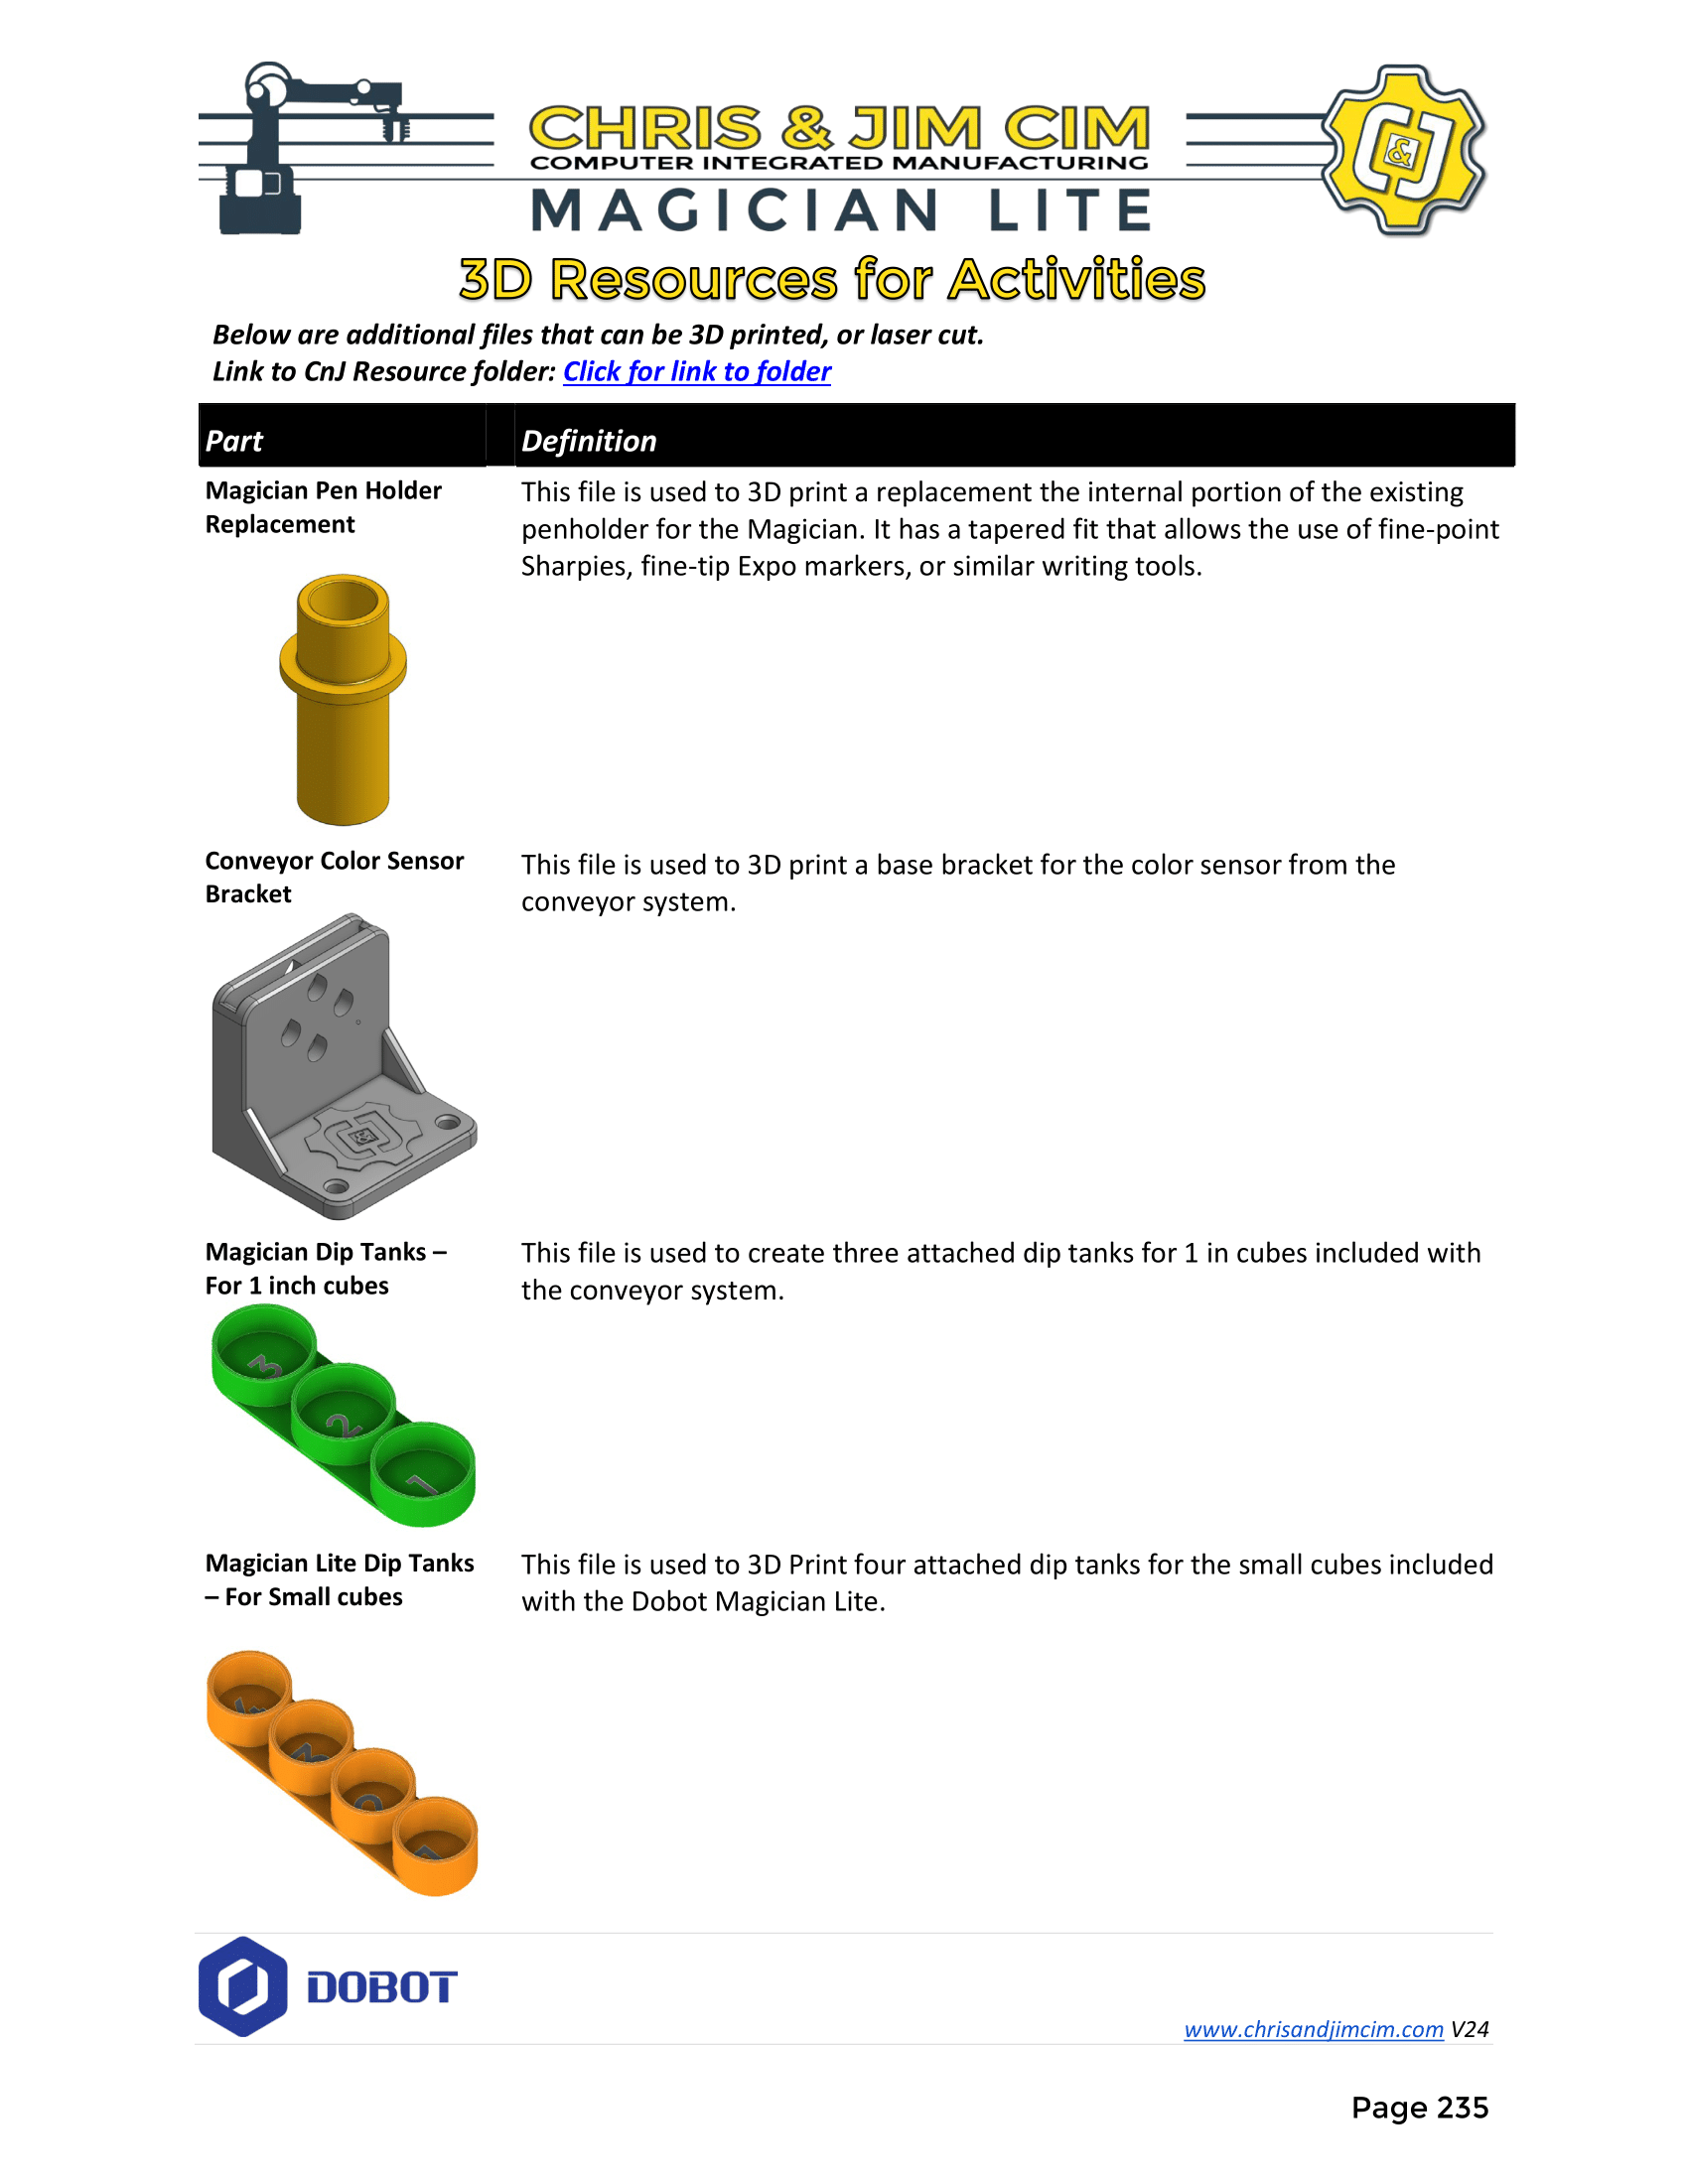 CHRIS & JIM CIM
COMPUTER INTEGRATED MANUFACTURING
MAGICIAN LITE
C&J
3D Resources for Activities
Below are additional files that can be 3D printed, or laser cut.
Link to CnJ Resource folder: Click for link to folder
Part Definition
Magician Pen Holder
Replacement
This file is used to 3D print a replacement the internal portion of the existing
penholder for the Magician. It has a tapered fit that allows the use of fine-point
Sharpies, fine-tip Expo markers, or similar writing tools.
Conveyor Color Sensor
Bracket
This file is used to 3D print a base bracket for the color sensor from the
conveyor system.
C&J
Magician Dip Tanks –
For 1 inch cubes
This file is used to create three attached dip tanks for 1 in cubes included with
the conveyor system.
3
2
1
Magician Lite Dip Tanks
– For Small cubes
This file is used to 3D Print four attached dip tanks for the small cubes included
with the Dobot Magician Lite.
DOBOT
www.chrisandjimcim.com V24
Page 235